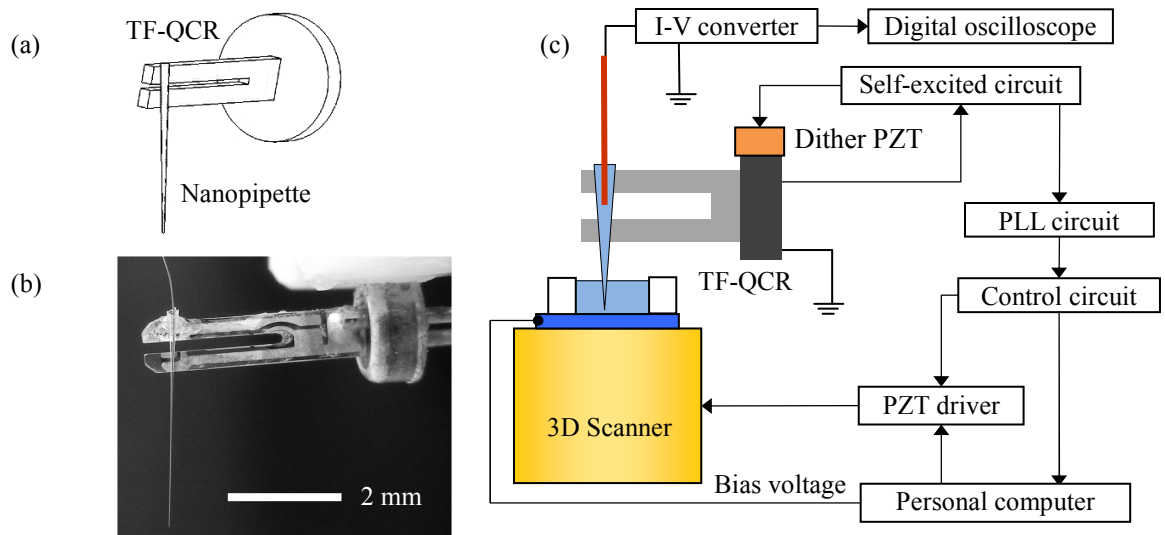 (a)
TF-QCR
Nanopipette
(b)
2 mm
(c)
I-V converter
Digital oscilloscope
Self-excited circuit
Dither PZT
PLL circuit
TF-QCR
Control circuit
PZT driver
3D Scanner
Bias voltage
Personal computer